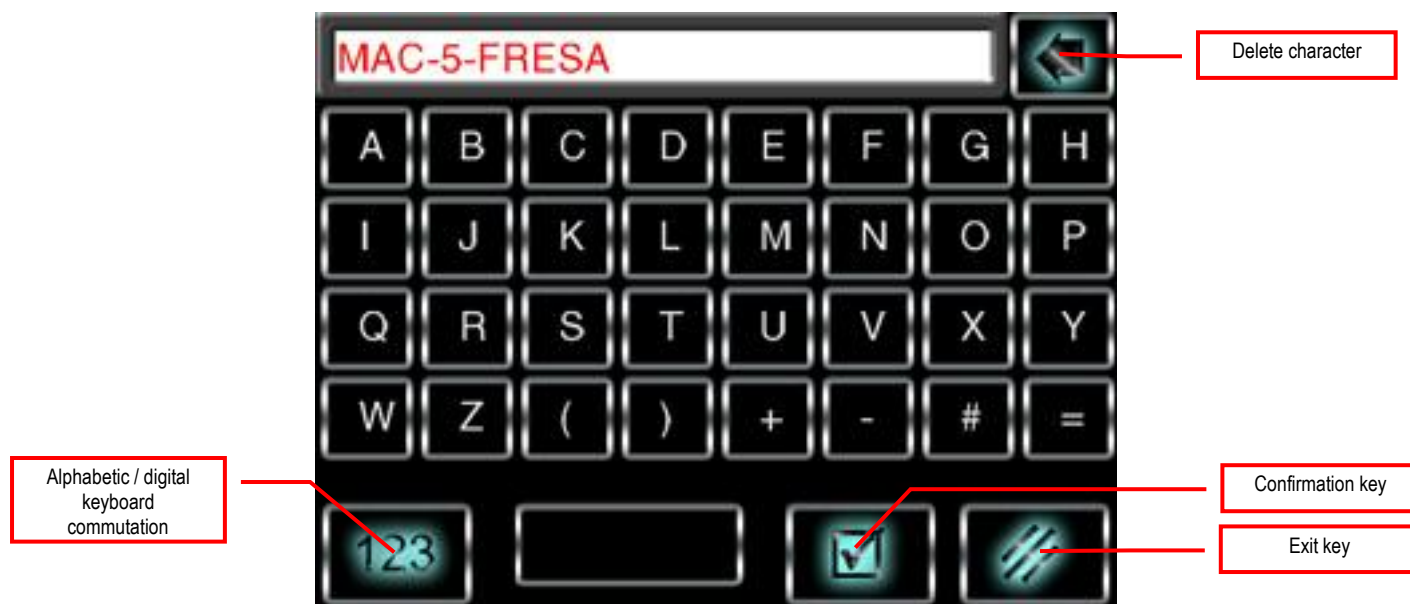 MAC-5-FRESA
Delete character
A B C D E F G H
I J K L M N O P
Q R S T U V X Y
W Z ( ) + - # =
Alphabetic / digital
keyboard
commutation
123
Confirmation key
Exit key